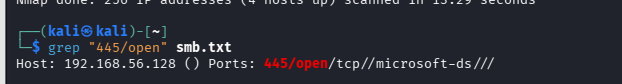 Nmap done: 256 IP addresses (4 hosts up) scanned in 15.29 seconds
┌──(kali㉿kali)-[~]
└─$ grep "445/open" smb.txt
Host: 192.168.56.128 () Ports: 445/open/tcp//microsoft-ds///